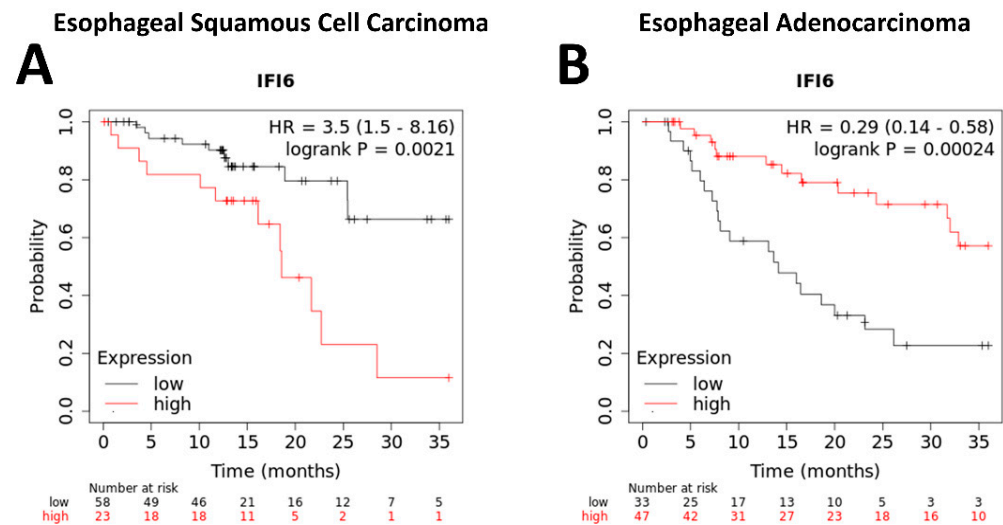 Esophageal Squamous Cell Carcinoma
A
IFI6
HR = 3.5 (1.5 - 8.16)
logrank P = 0.0021
Probability
1.0
0.8
0.6
0.4
0.2
0.0
Expression
low
high
0 5 10 15 20 25 30 35
Time (months)
Number at risk
low 58 49 46 21 16 12 7 5
high 23 18 18 11 5 2 1 1
Esophageal Adenocarcinoma
B
IFI6
HR = 0.29 (0.14 - 0.58)
logrank P = 0.00024
Probability
1.0
0.8
0.6
0.4
0.2
0.0
Expression
low
high
0 5 10 15 20 25 30 35
Time (months)
Number at risk
low 33 25 17 13 10 5 3 3
high 47 42 31 27 23 18 16 10